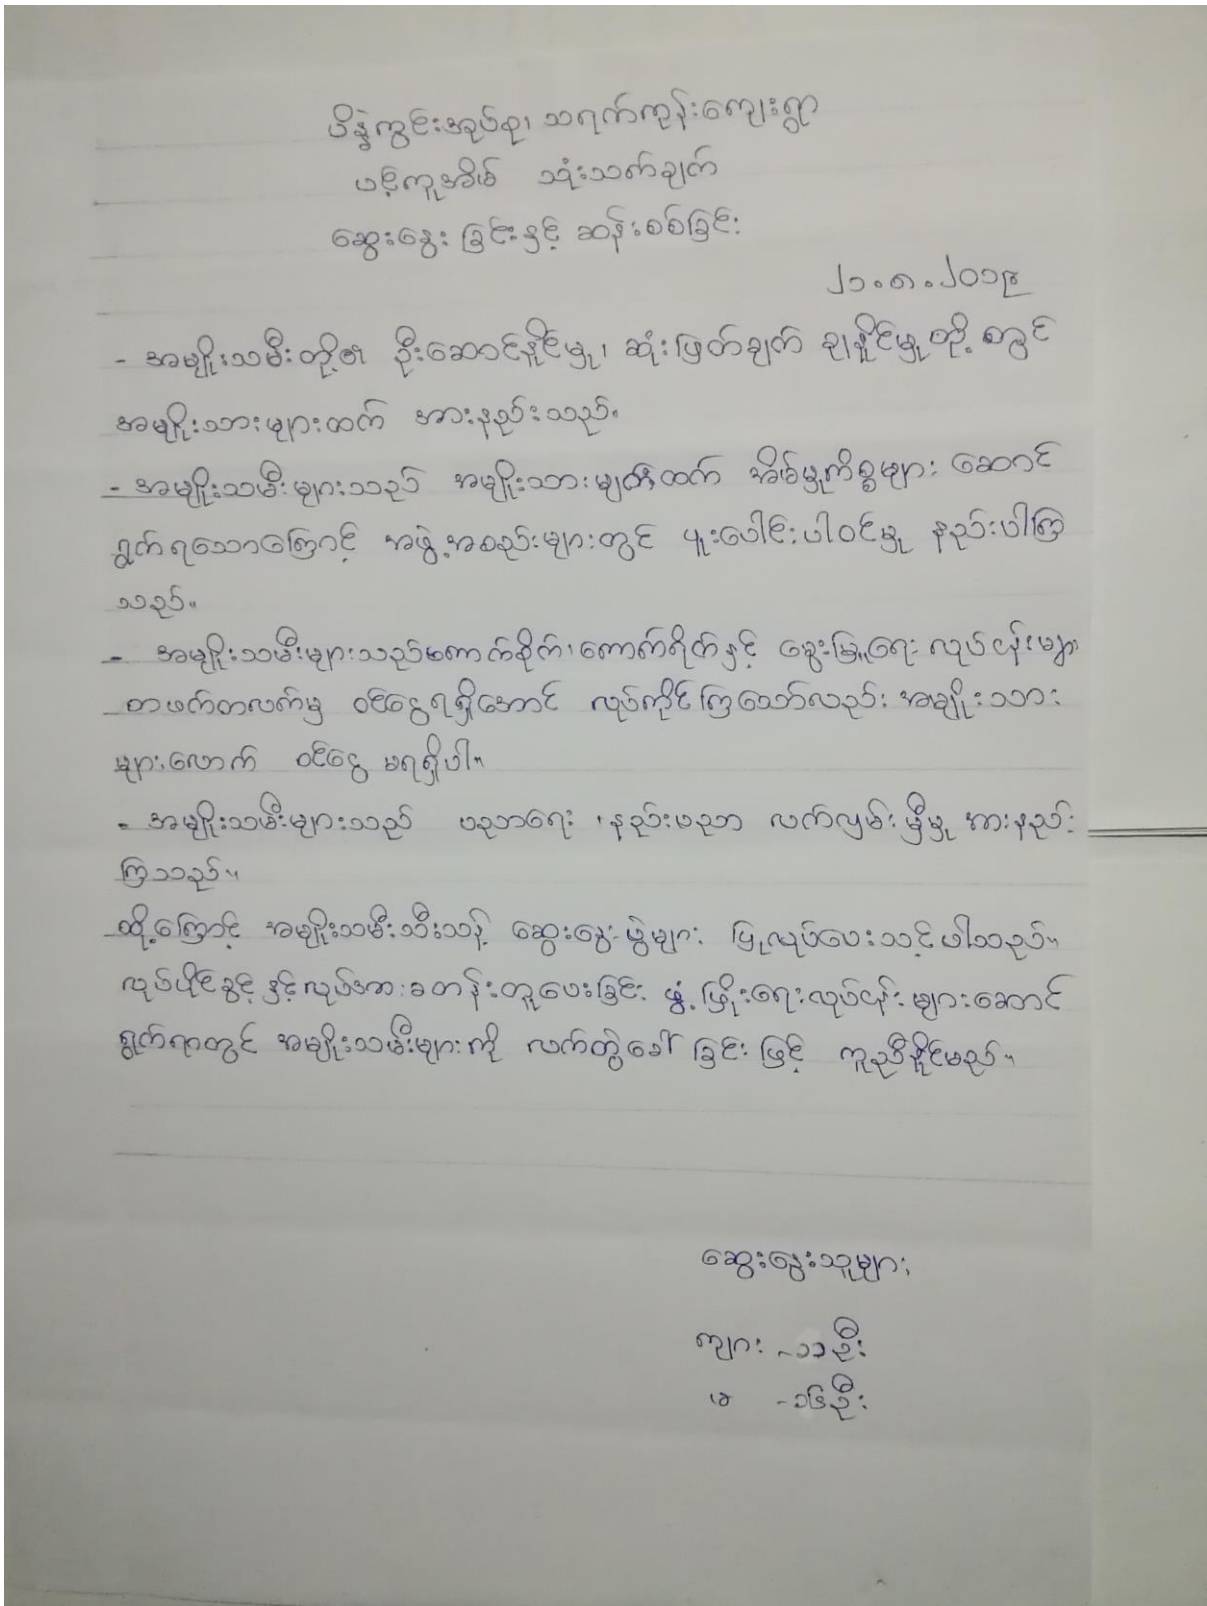 ပိန္နဲကွင်းအုပ်စု၊ သရက်ကုန်းကျေးရွာ
ပင့်ကူအိမ် သုံးသက်ချက်
ဆွေးနွေးခြင်းနှင့် ဆန်းစစ်ခြင်း
၂၁.၈.၂၀၁၉
- အမျိုးသမီးတို့၏ ဦးဆောင်နိုင်မှု၊ ဆုံးဖြတ်ချက် ချနိုင်မှုတို့တွင်
အမျိုးသားများထက် အားနည်းသည်။
- အမျိုးသမီးများသည် အမျိုးသားများထက် အိမ်မှုကိစ္စများ ဆောင်
ရွက်ရသောကြောင့် အဖွဲ့အစည်းများတွင် ပူးပေါင်းပါဝင်မှု နည်းပါကြ
သည်။
- အမျိုးသမီးများသည် ကောက်စိုက်၊ ကောက်ရိတ်နှင့် မွေးမြူရေး လုပ်ငန်းများ
တဖက်တလက်မှ ဝင်ငွေရရှိအောင် လုပ်ကိုင်ကြသော်လည်း အမျိုးသား
များလောက် ဝင်ငွေ မရရှိပါ။
- အမျိုးသမီးများသည် ပညာရေး ၊ နည်းပညာ လက်လှမ်းမှီမှု အားနည်း
ကြသည်။
ထို့ကြောင့် အမျိုးသမီးသီးသန့် ဆွေးနွေးပွဲများ ပြုလုပ်ပေးသင့်ပါသည်။
လုပ်ပိုင်ခွင့်နှင့် လုပ်အားခတန်းတူပေးခြင်း ဖွံ့ဖြိုးရေးလုပ်ငန်းများဆောင်
ရွက်ရာတွင် အမျိုးသမီးများကို လက်တွဲခေါ်ခြင်းဖြင့် ကူညီနိုင်မည်။
ဆွေးနွေးသူများ
ကျား - ၁၁ဦး
မ - ၁၆ဦး